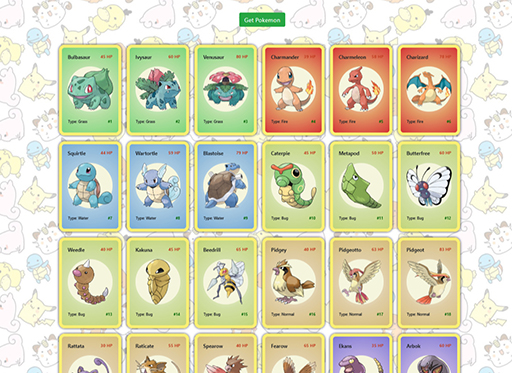 Get Pokemon
Bulbasaur 45 HP
Type: Grass #1
Ivysaur 60 HP
Type: Grass #2
Venusaur 80 HP
Type: Grass #3
Charmander 39 HP
Type: Fire #4
Charmeleon 58 HP
Type: Fire #5
Charizard 78 HP
Type: Fire #6
Squirtle 44 HP
Type: Water #7
Wartortle 59 HP
Type: Water #8
Blastoise 79 HP
Type: Water #9
Caterpie 45 HP
Type: Bug #10
Metapod 50 HP
Type: Bug #11
Butterfree 60 HP
Type: Bug #12
Weedle 40 HP
Type: Bug #13
Kakuna 45 HP
Type: Bug #14
Beedrill 65 HP
Type: Bug #15
Pidgey 40 HP
Type: Normal #16
Pidgeotto 63 HP
Type: Normal #17
Pidgeot 83 HP
Type: Normal #18
Rattata 30 HP
Raticate 55 HP
Spearow 40 HP
Fearow 65 HP
Ekans 35 HP
Arbok 60 HP